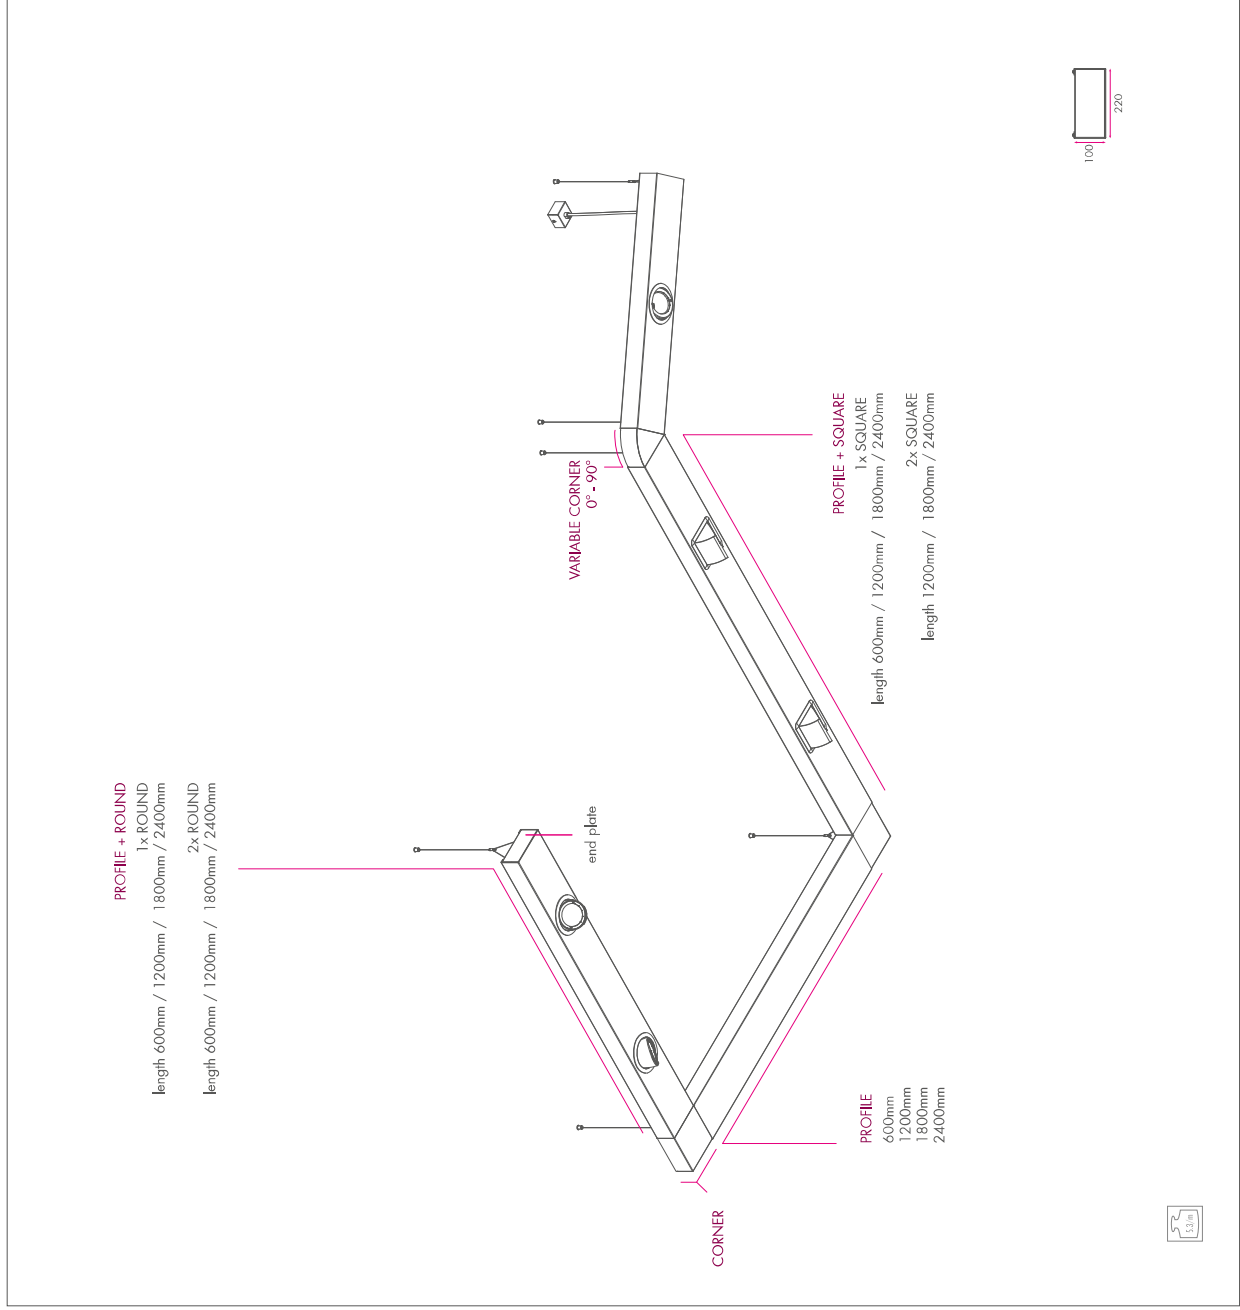 PROFILE + ROUND
1x ROUND
length 600mm / 1200mm / 1800mm / 2400mm
2x ROUND
length 600mm / 1200mm / 1800mm / 2400mm
end plate
VARIABLE CORNER
0° - 90°
PROFILE + SQUARE
1x SQUARE
length 600mm / 1200mm / 1800mm / 2400mm
2x SQUARE
length 1200mm / 1800mm / 2400mm
CORNER
PROFILE
600mm
1200mm
1800mm
2400mm
100
220